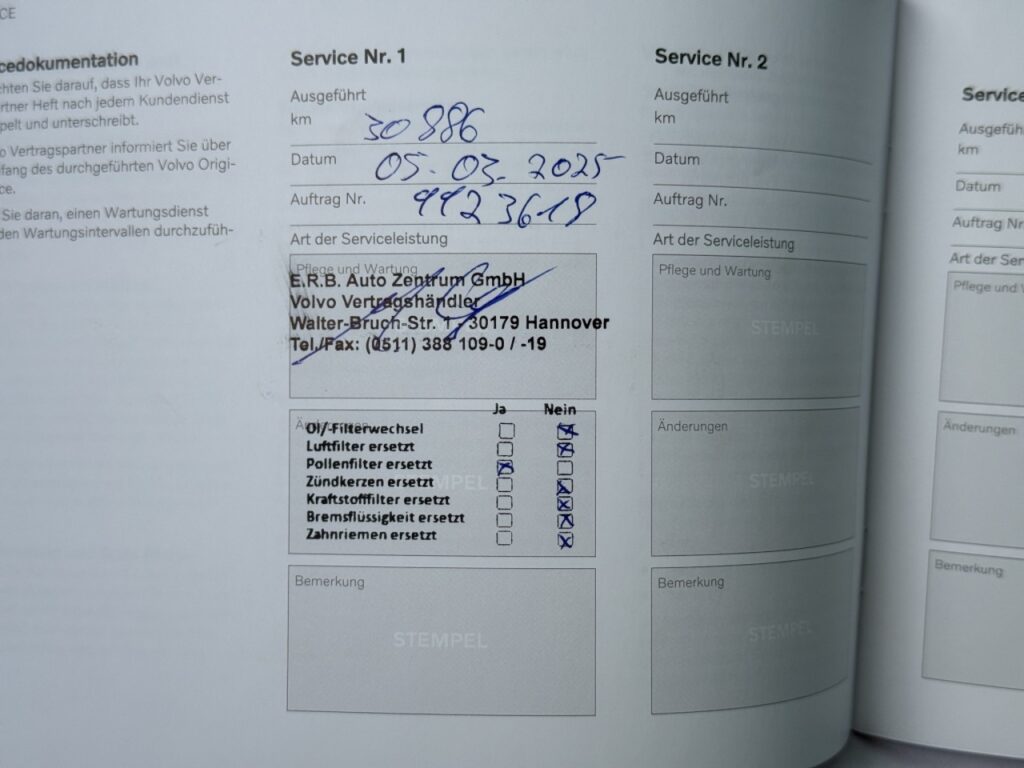 CE
cedokumentation
chten Sie darauf, dass Ihr Volvo Ver-
rtner Heft nach jedem Kundendienst
pelt und unterschreibt.
o Vertragspartner informiert Sie über
fang des durchgeführten Volvo Origi-
ce.
Sie daran, einen Wartungsdienst
den Wartungsintervallen durchzufüh-
Service Nr. 1
Ausgeführt
km 30886
Datum 05.03.2025
Auftrag Nr. 9923619
Art der Serviceleistung
Pflege und Wartung
E.R.B. Auto Zentrum GmbH
Volvo Vertragshändler
Walter-Bruch-Str. 1 - 30179 Hannover
Tel./Fax: (0511) 388 109-0 / -19
Ja Nein
Änderungen
Öl/-Filterwechsel
Luftfilter ersetzt
Pollenfilter ersetzt
Zündkerzen ersetzt
Kraftstofffilter ersetzt
Bremsflüssigkeit ersetzt
Zahnriemen ersetzt
Bemerkung
STEMPEL
Service Nr. 2
Ausgeführt
km
Datum
Auftrag Nr.
Art der Serviceleistung
Pflege und Wartung
STEMPEL
Änderungen
STEMPEL
Bemerkung
STEMPEL
Service
Ausgefüh
km
Datum
Auftrag Nr
Art der Ser
Pflege und W
Änderungen
Bemerkung